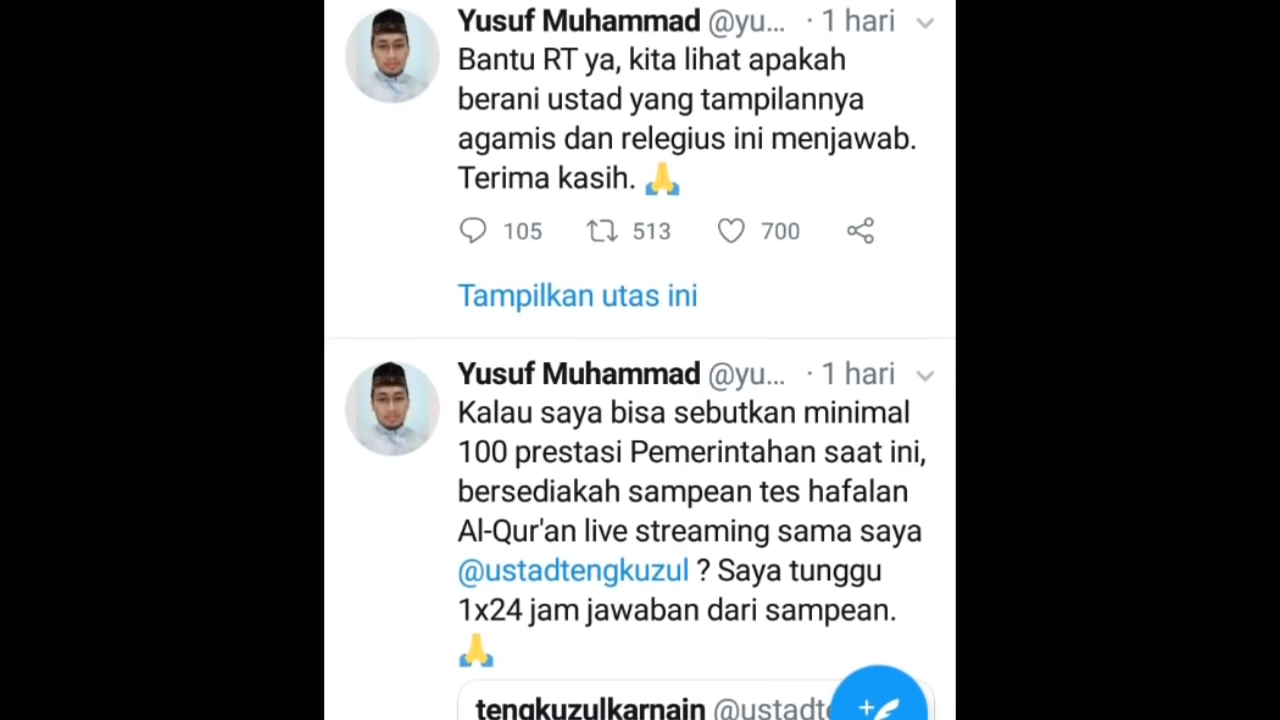 Yusuf Muhammad @yu... · 1 hari
Bantu RT ya, kita lihat apakah
berani ustad yang tampilannya
agamis dan relegius ini menjawab.
Terima kasih. 🙏
105 513 700
Tampilkan utas ini
Yusuf Muhammad @yu... · 1 hari
Kalau saya bisa sebutkan minimal
100 prestasi Pemerintahan saat ini,
bersediakah sampean tes hafalan
Al-Qur'an live streaming sama saya
@ustadtengkuzul ? Saya tunggu
1x24 jam jawaban dari sampean.
🙏
tengkuzulkarnain @ustadt